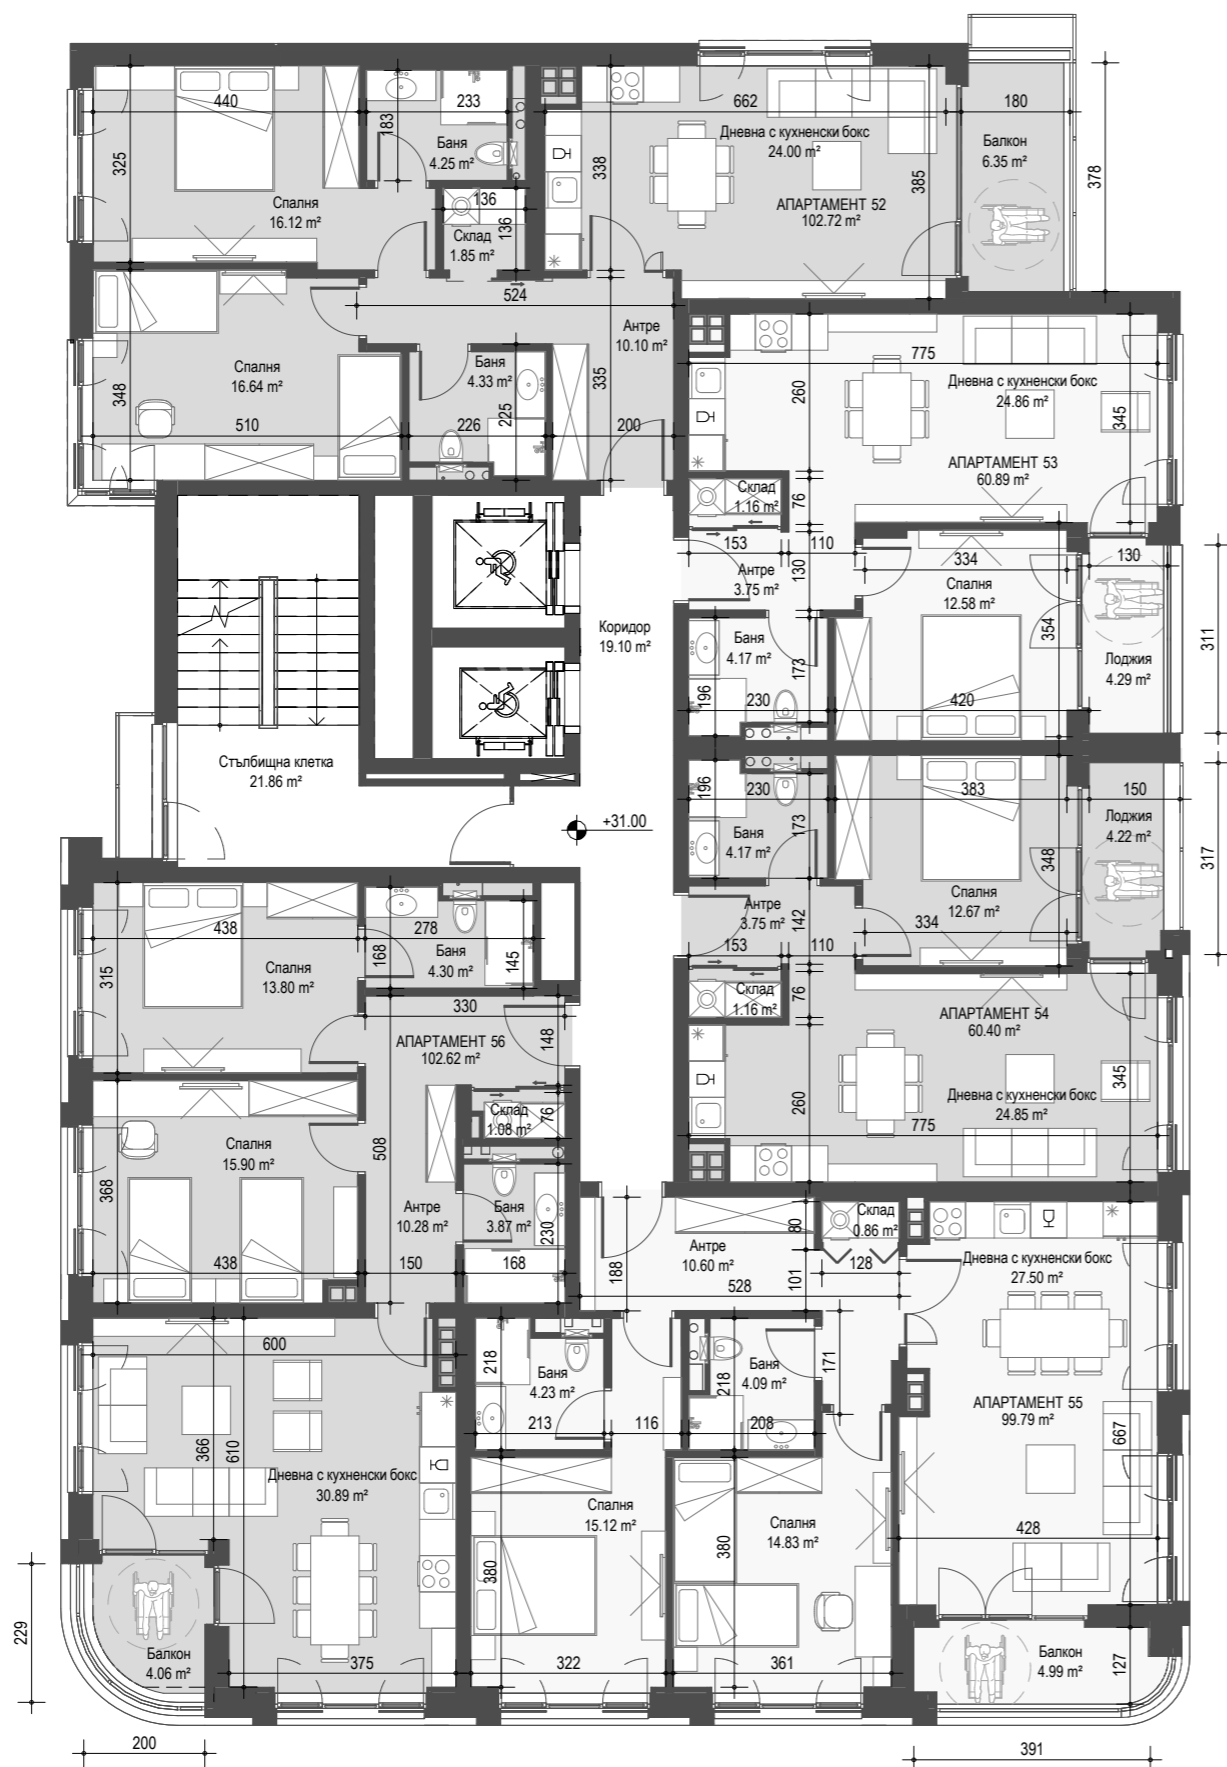 440
325
183
233
Баня
4.25 m²
Спалня
16.12 m²
136
136
Склад
1.85 m²
662
338
Дневна с кухненски бокс
24.00 m²
385
АПАРТАМЕНТ 52
102.72 m²
180
Балкон
6.35 m²
378
524
Антре
10.10 m²
335
200
Спалня
16.64 m²
348
510
Баня
4.33 m²
225
226
775
260
Дневна с кухненски бокс
24.86 m²
345
АПАРТАМЕНТ 53
60.89 m²
Склад
1.16 m²
76
153
110
Антре
3.75 m²
130
334
Спалня
12.58 m²
354
130
Лоджия
4.29 m²
311
Коридор
19.10 m²
Баня
4.17 m²
173
196
230
420
Стълбищна клетка
21.86 m²
+31.00
196
230
383
150
Баня
4.17 m²
173
Лоджия
4.22 m²
317
348
Спалня
12.67 m²
Антре
3.75 m²
142
334
153
110
Склад
1.16 m²
76
АПАРТАМЕНТ 54
60.40 m²
345
Дневна с кухненски бокс
24.85 m²
260
775
438
315
Спалня
13.80 m²
168
278
Баня
4.30 m²
145
330
АПАРТАМЕНТ 56
102.62 m²
148
Склад
1.08 m²
76
508
Спалня
15.90 m²
368
438
Антре
10.28 m²
150
Баня
3.87 m²
230
168
188
Антре
10.60 m²
528
80
101
Склад
0.86 m²
128
Дневна с кухненски бокс
27.50 m²
АПАРТАМЕНТ 55
99.79 m²
667
428
600
366
610
Дневна с кухненски бокс
30.89 m²
375
218
Баня
4.23 m²
213
116
218
Баня
4.09 m²
208
171
Спалня
15.12 m²
380
322
Спалня
14.83 m²
380
361
Балкон
4.06 m²
229
200
Балкон
4.99 m²
127
391